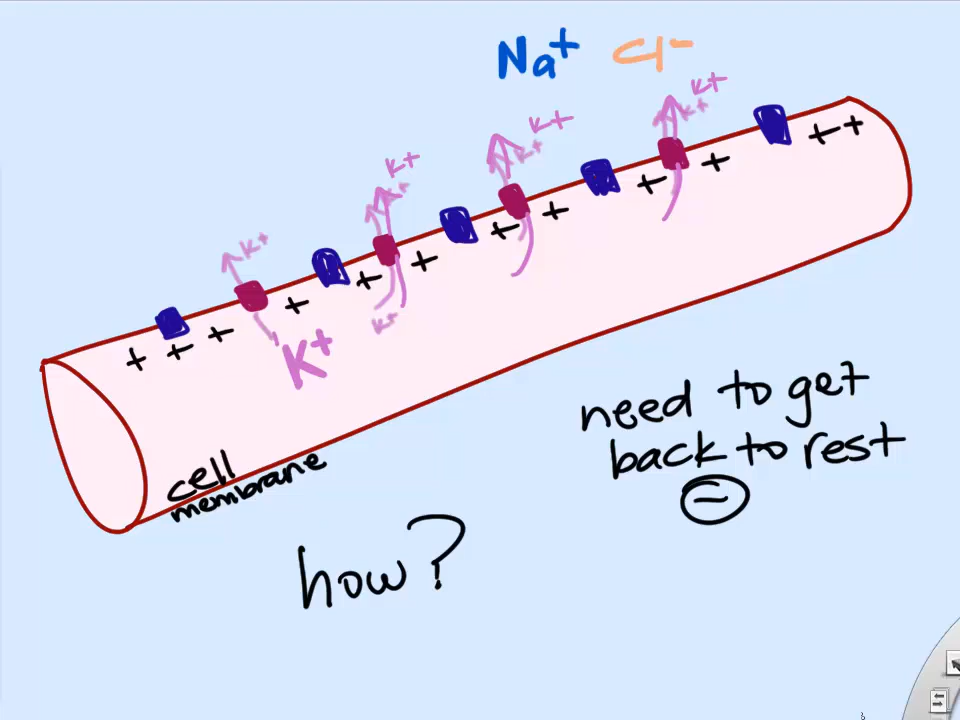 Na+ Cl-
K+
K+
K+
K+
K+
K+
K+
K+
+ +
+ +
+ +
+ +
+ +
+ + +
K+
K+
need to get
back to rest
−
cell
membrane
how?